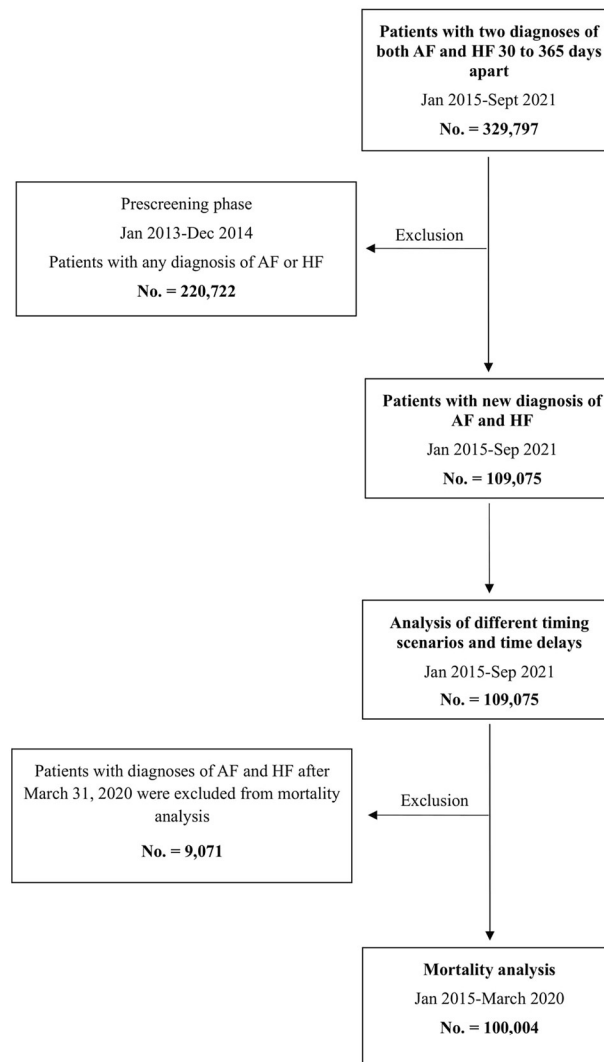 Patients with two diagnoses of
both AF and HF 30 to 365 days
apart
Jan 2015-Sept 2021
No. = 329,797
Prescreening phase
Jan 2013-Dec 2014
Patients with any diagnosis of AF or HF
No. = 220,722
Exclusion
Patients with new diagnosis of
AF and HF
Jan 2015-Sep 2021
No. = 109,075
Analysis of different timing
scenarios and time delays
Jan 2015-Sep 2021
No. = 109,075
Patients with diagnoses of AF and HF after
March 31, 2020 were excluded from mortality
analysis
No. = 9,071
Exclusion
Mortality analysis
Jan 2015-March 2020
No. = 100,004